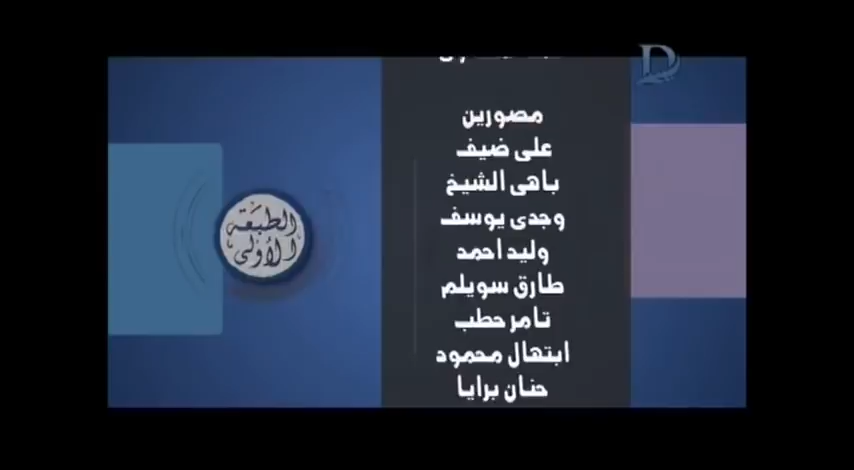 مصورين
على ضيف
باهى الشيخ
وجدى يوسف
وليد احمد
طارق سويلم
تامر حطب
ابتهال محمود
حنان برايا
الطبعة
الأولى
D